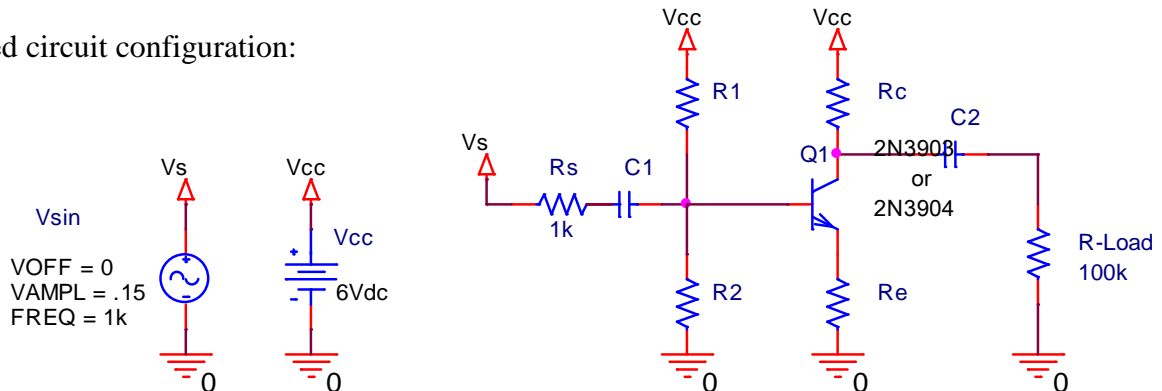 ed circuit configuration:
Vcc
Vcc
R1
Rc
C2
Vs
Q1
2N3903
or
2N3904
Rs
C1
1k
Vs
Vcc
Vsin
Vcc
R-Load
100k
VOFF = 0
VAMPL = .15
FREQ = 1k
+
-
+
-
6Vdc
R2
Re
0
0
0
0
0